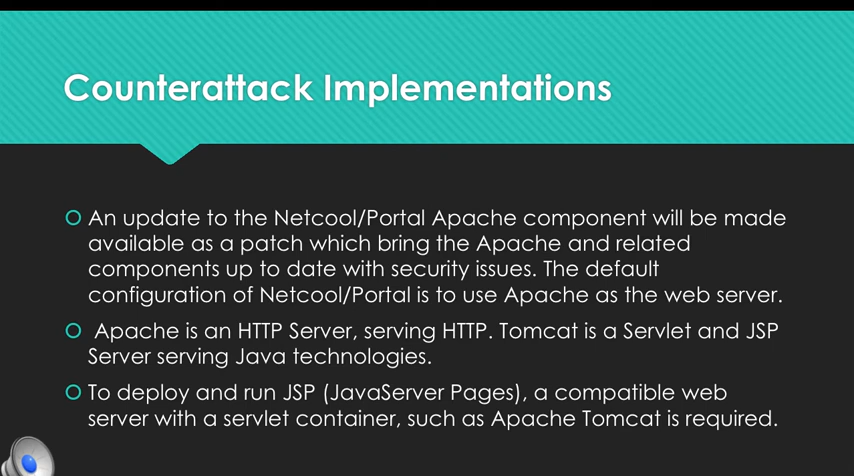 Counterattack Implementations
An update to the Netcool/Portal Apache component will be made
available as a patch which bring the Apache and related
components up to date with security issues. The default
configuration of Netcool/Portal is to use Apache as the web server.
Apache is an HTTP Server, serving HTTP. Tomcat is a Servlet and JSP
Server serving Java technologies.
To deploy and run JSP (JavaServer Pages), a compatible web
server with a servlet container, such as Apache Tomcat is required.